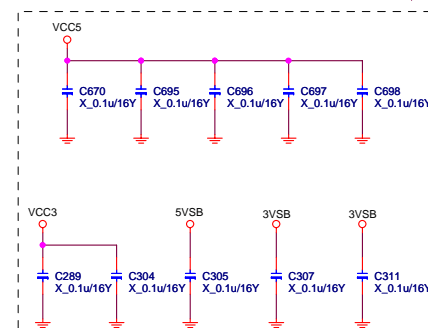 VCC5
C670 C695 C696 C697 C698
X_0.1u/16Y X_0.1u/16Y X_0.1u/16Y X_0.1u/16Y X_0.1u/16Y
VCC3 5VSB 3VSB 3VSB
C289 C304 C305 C307 C311
X_0.1u/16Y X_0.1u/16Y X_0.1u/16Y X_0.1u/16Y X_0.1u/16Y